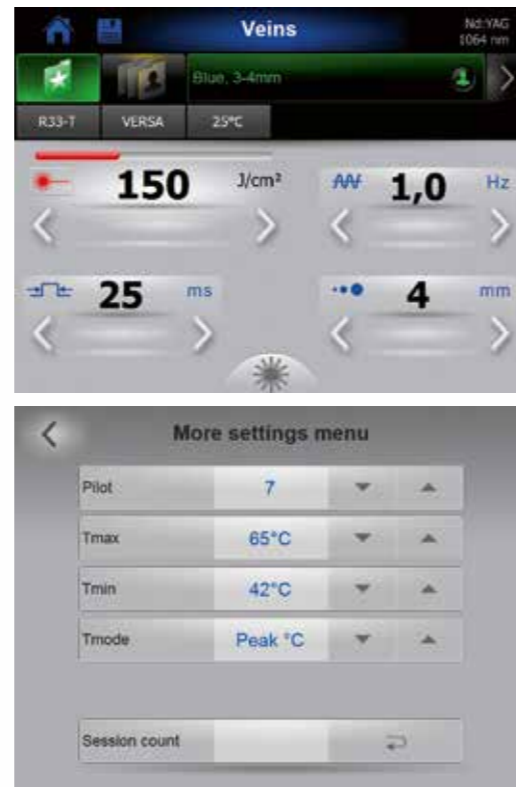 Veins
Nd:YAG
1064 nm
Blue, 3-4mm
R33-T VERSA 25°C
150 J/cm² 1,0 Hz
25 ms 4 mm
More settings menu
Pilot 7
Tmax 65°C
Tmin 42°C
Tmode Peak °C
Session count